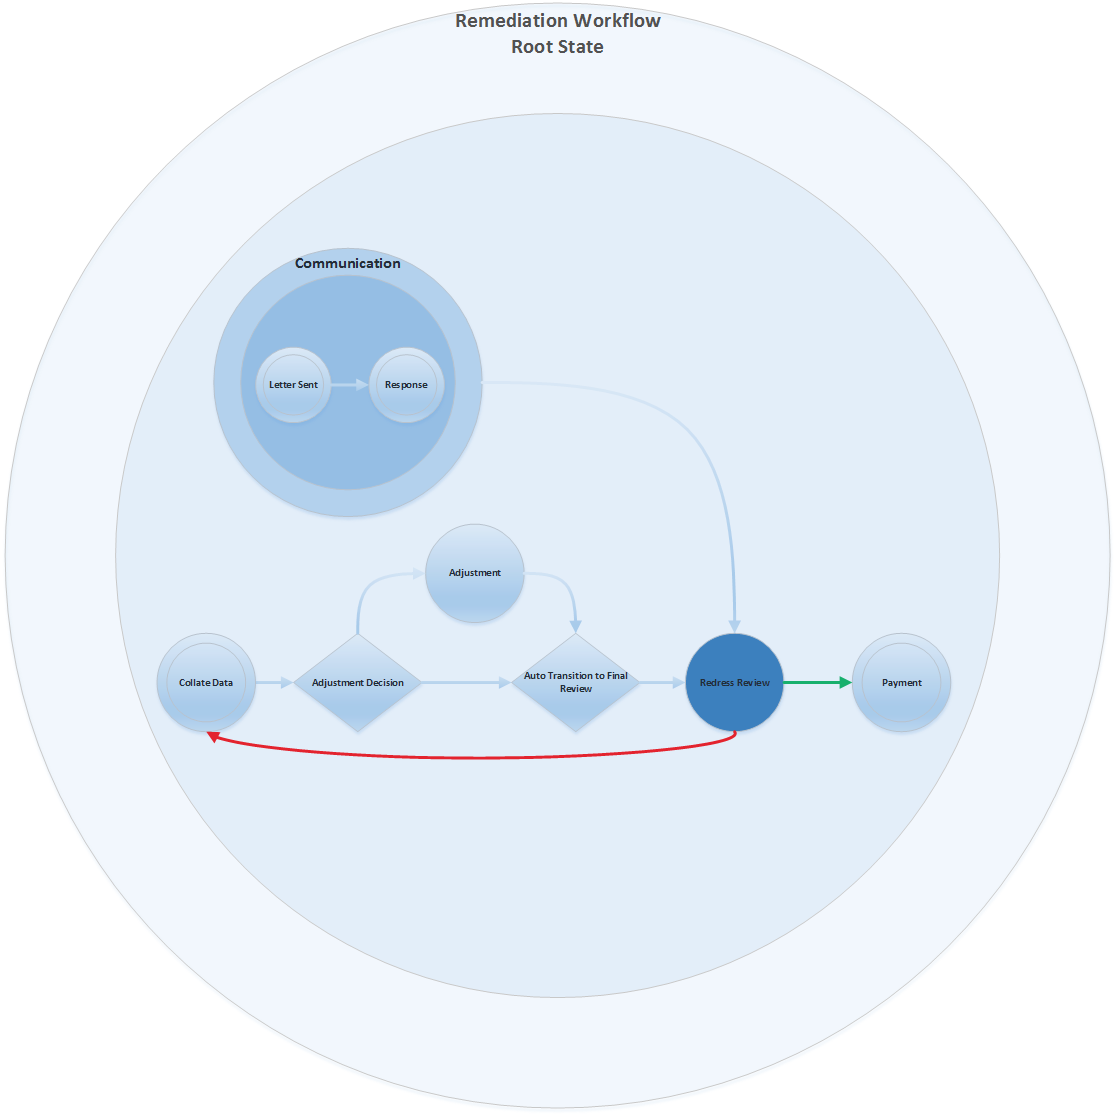 Remediation Workflow
Root State
Communication
Letter Sent
Response
Adjustment
Collate Data
Adjustment Decision
Auto Transition to Final
Review
Redress Review
Payment